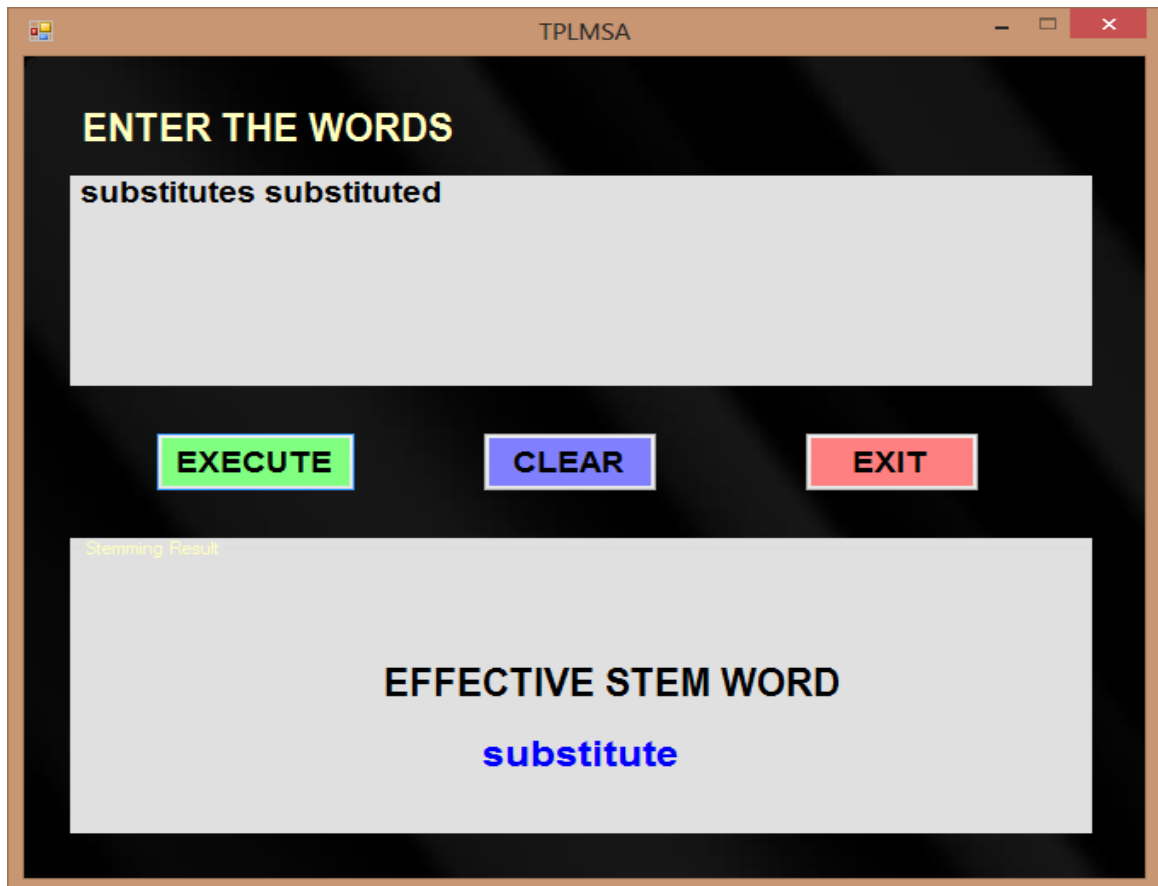 TPLMSA
ENTER THE WORDS
substitutes substituted
EXECUTE CLEAR EXIT
Stemming Result
EFFECTIVE STEM WORD
substitute